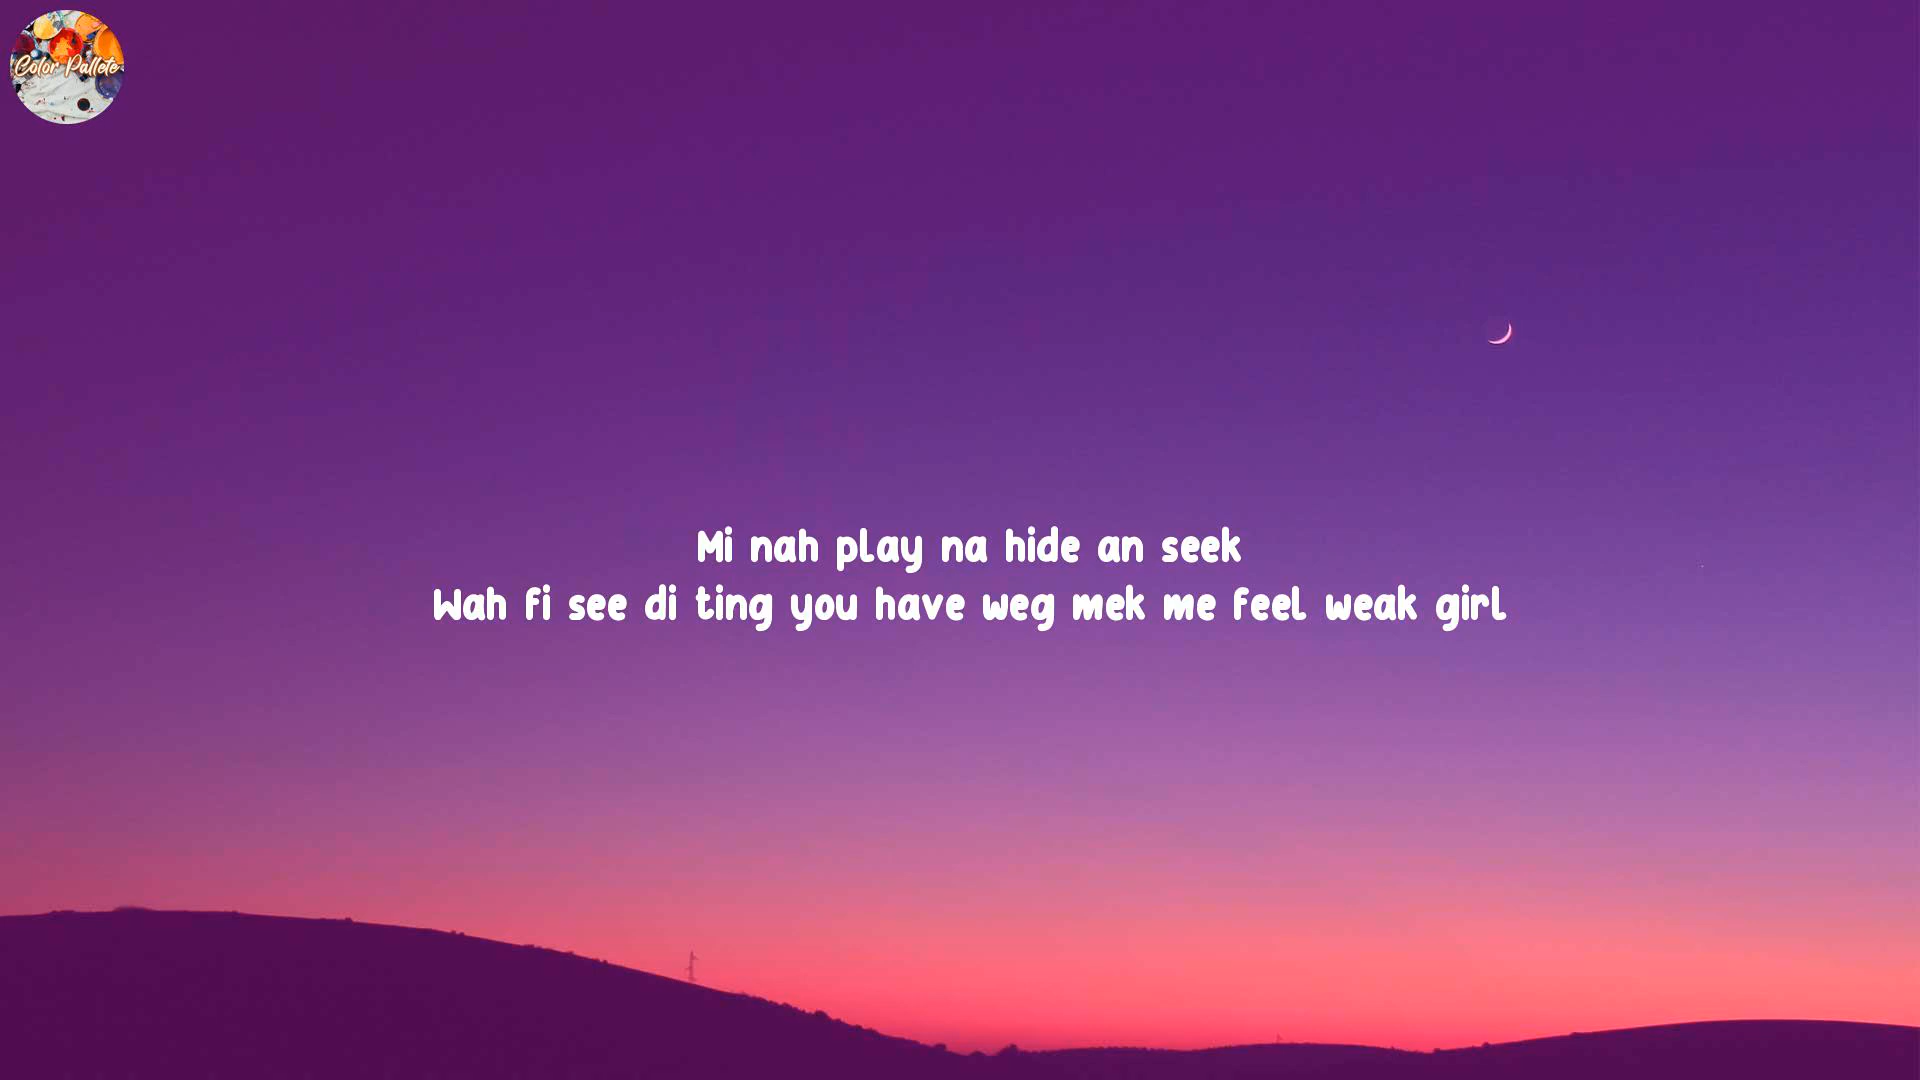 Color Pallete
Mi nah play na hide an seek
Wah fi see di ting you have weg mek me feel weak girl